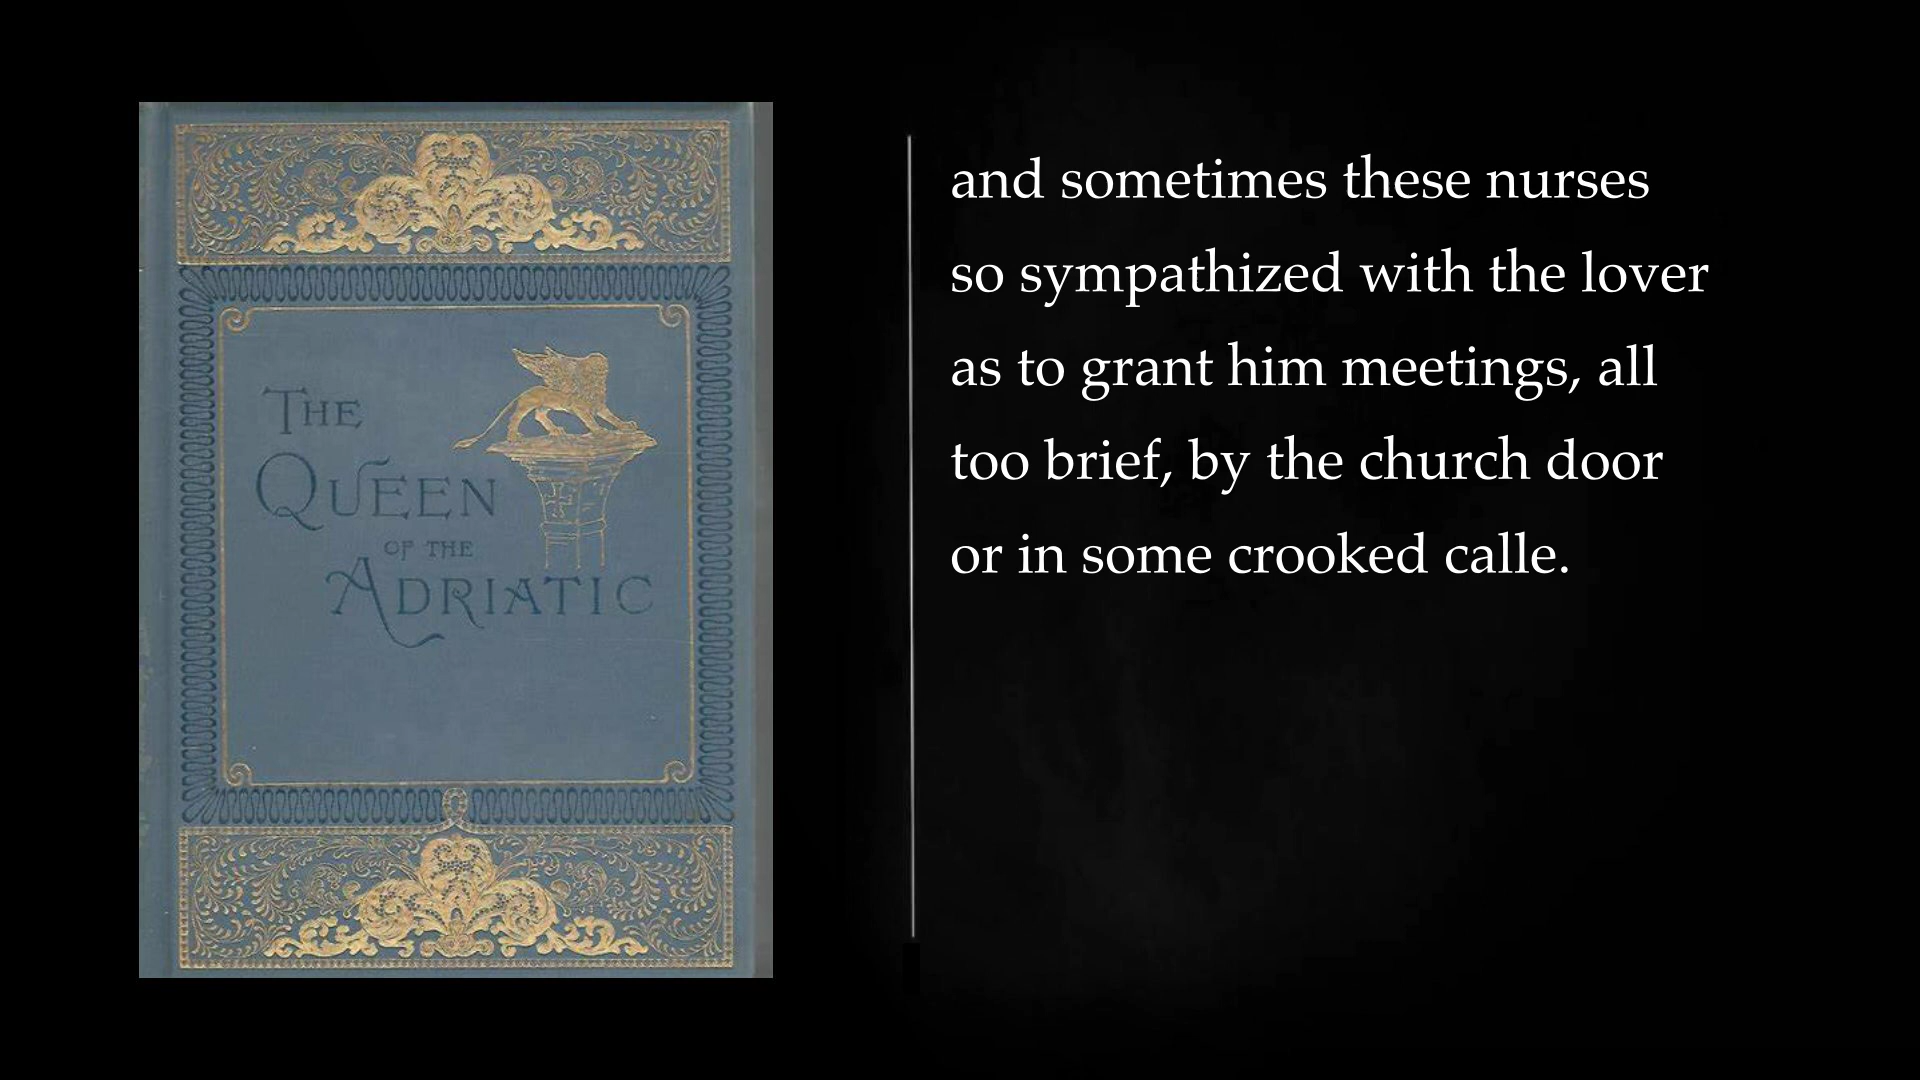 THE
QUEEN
OF THE
ADRIATIC
and sometimes these nurses
so sympathized with the lover
as to grant him meetings, all
too brief, by the church door
or in some crooked calle.